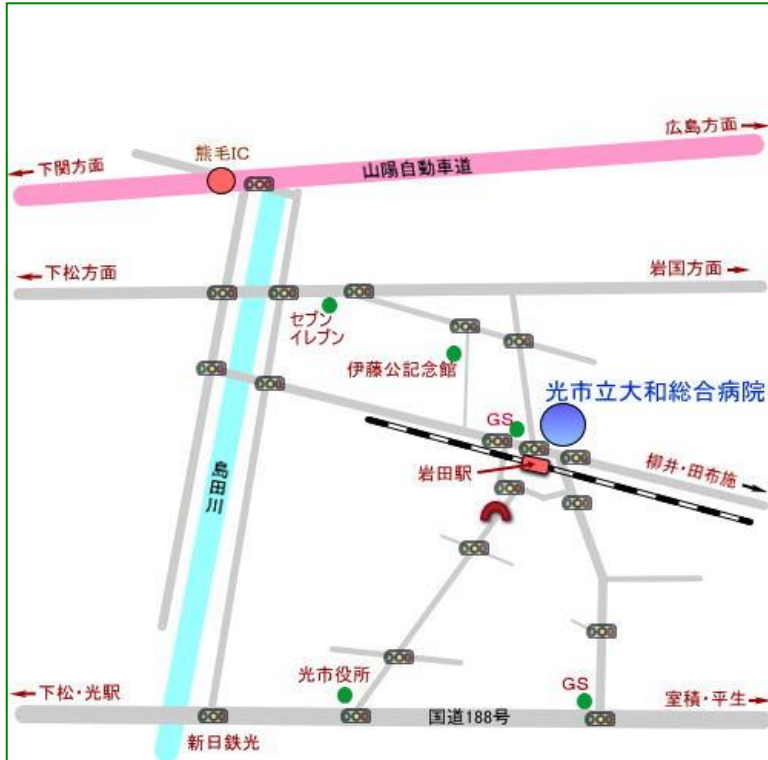 広島方面
熊毛IC
下関方面
山陽自動車道
下松方面
岩国方面
セブン
イレブン
伊藤公記念館
光市立大和総合病院
GS
岩田駅
柳井・田布施
島田川
光市役所
GS
下松・光駅
室積・平生
国道188号
新日鉄光